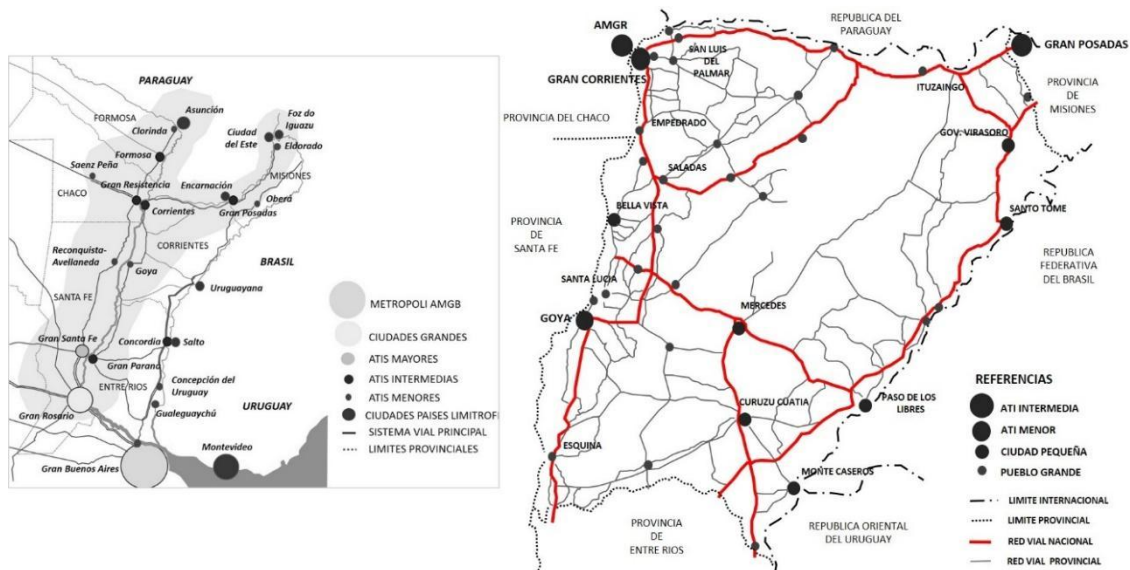 PARAGUAY
Asunción
FORMOSA
Clorinda
Foz do
Iguazu
Ciudad
del Este
Eldorado
Formosa
Saenz Peña
Gran Resistencia
Encarnación
MISIONES
CHACO
Oberá
Corrientes
Gran Posadas
CORRIENTES
Reconquista-
Avellaneda
Goya
BRASIL
Uruguayana
SANTA FE
Gran Santa Fe
Concordia
Salto
Gran Paraná
ENTRE RIOS
Concepción del
Uruguay
Gran Rosario
Gualeguaychú
URUGUAY
Gran Buenos Aires
Montevideo
METROPOLI AMGB
CIUDADES GRANDES
ATIS MAYORES
ATIS INTERMEDIAS
ATIS MENORES
CIUDADES PAISES LIMITROFI
SISTEMA VIAL PRINCIPAL
LIMITES PROVINCIALES
AMGR
REPUBLICA DEL
PARAGUAY
GRAN POSADAS
SAN LUIS
DEL
PALMAR
GRAN CORRIENTES
ITUZAINGO
PROVINCIA
DE
MISIONES
PROVINCIA DEL CHACO
EMPEDRADO
GOV. VIRASORO
SALADAS
BELLA VISTA
SANTO TOME
PROVINCIA
DE
SANTA FE
REPUBLICA
FEDERATIVA
DEL BRASIL
SANTA LUCIA
GOYA
MERCEDES
CURUZU CUATIA
PASO DE LOS
LIBRES
ESQUINA
MONTE CASEROS
PROVINCIA
DE
ENTRE RIOS
REPUBLICA ORIENTAL
DEL URUGUAY
REFERENCIAS
ATI INTERMEDIA
ATI MENOR
CIUDAD PEQUEÑA
PUEBLO GRANDE
LIMITE INTERNACIONAL
LIMITE PROVINCIAL
RED VIAL NACIONAL
RED VIAL PROVINCIAL